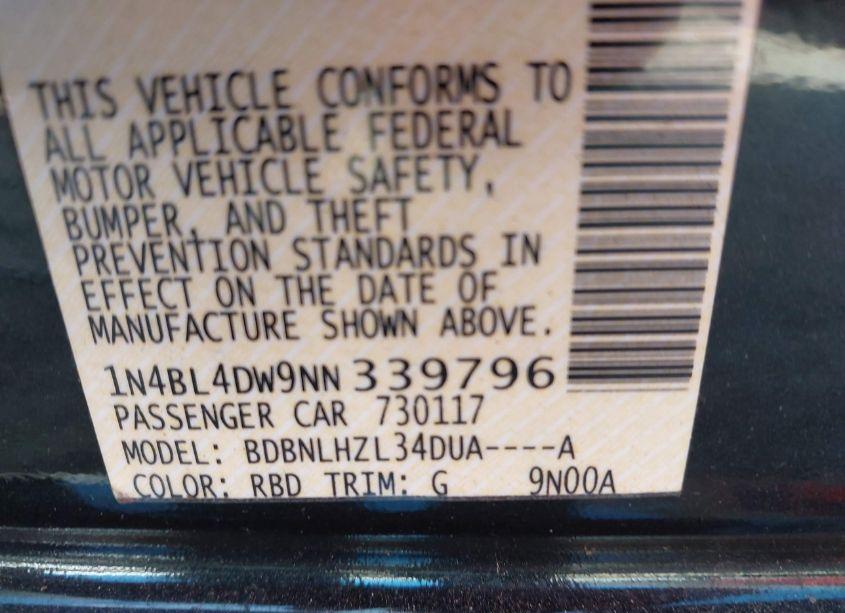 THIS VEHICLE CONFORMS TO
ALL APPLICABLE FEDERAL
MOTOR VEHICLE SAFETY,
BUMPER, AND THEFT
PREVENTION STANDARDS IN
EFFECT ON THE DATE OF
MANUFACTURE SHOWN ABOVE.
1N4BL4DW9NN339796
PASSENGER CAR 730117
MODEL: BDBNLHZL34DUA----A
COLOR: RBD TRIM: G 9N00A